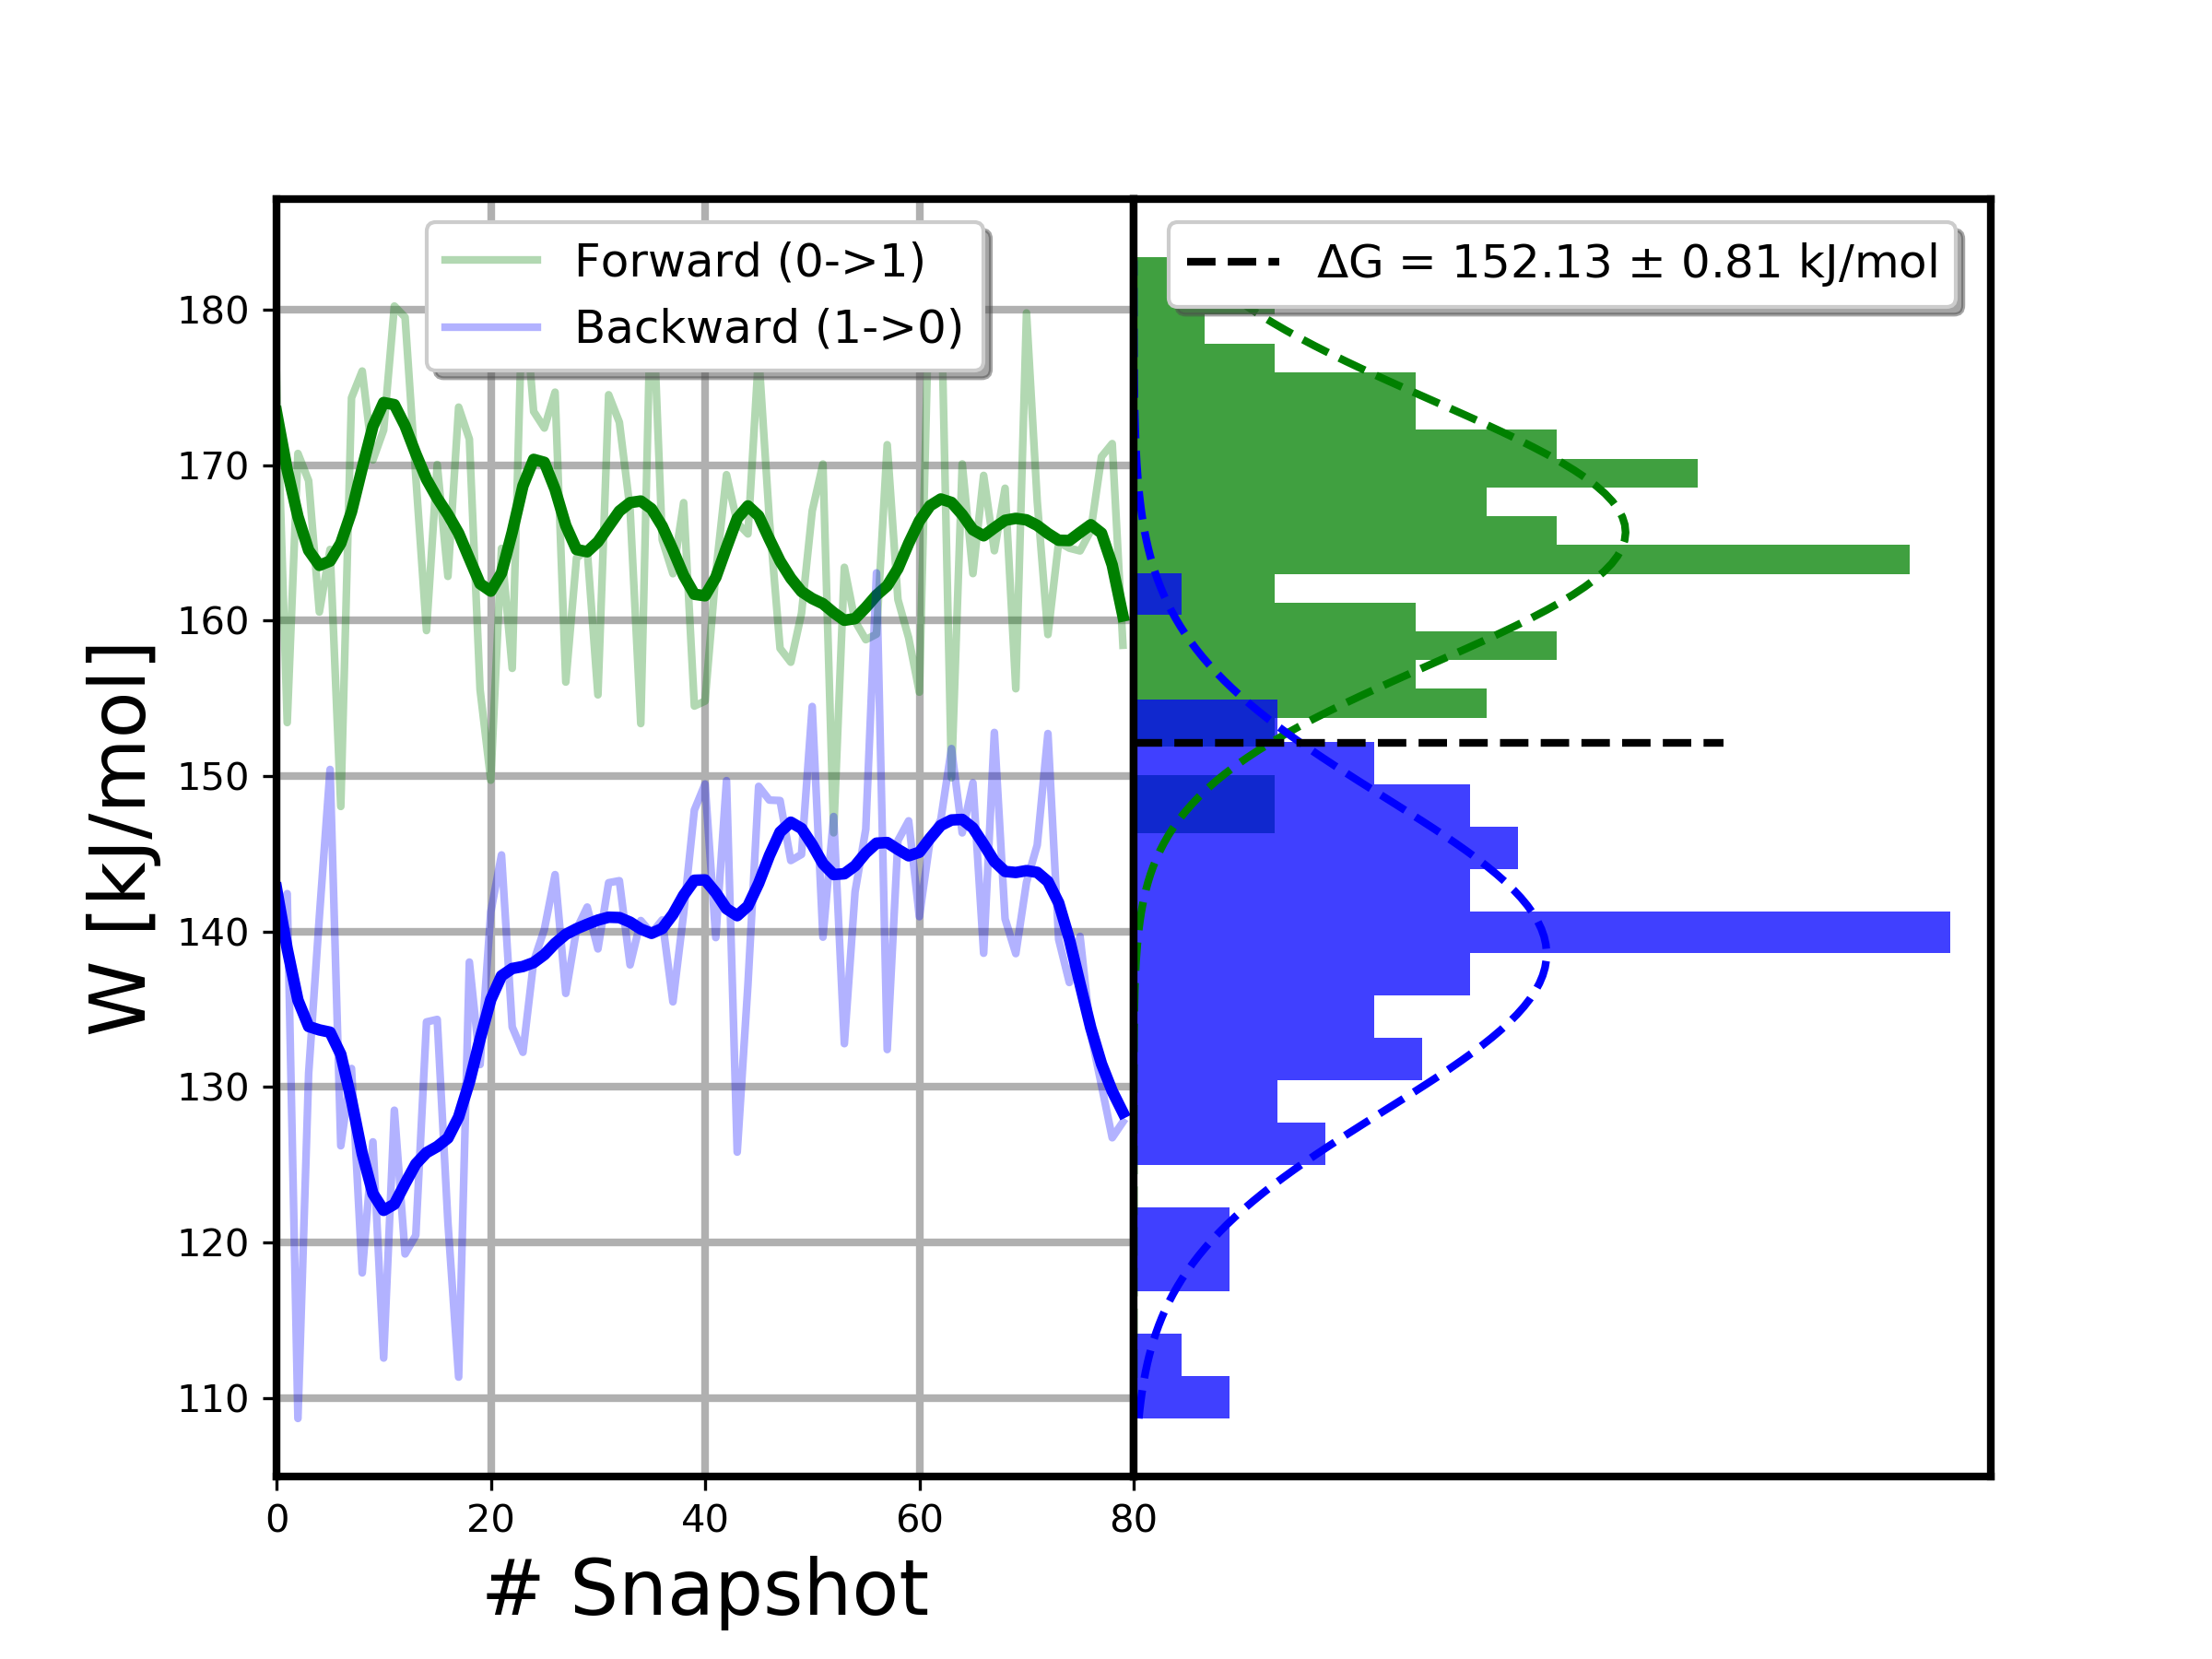 Forward (0->1)
Backward (1->0)
ΔG = 152.13 ± 0.81 kJ/mol
W [kJ/mol]
180
170
160
150
140
130
120
110
0 20 40 60 80
# Snapshot